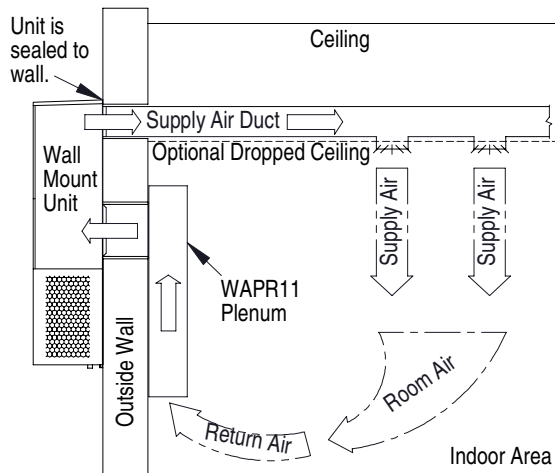 Unit is
sealed to
wall.
Ceiling
Supply Air Duct
Optional Dropped Ceiling
Wall
Mount
Unit
Supply Air
Supply Air
WAPR11
Plenum
Outside Wall
Room Air
Return Air
Indoor Area